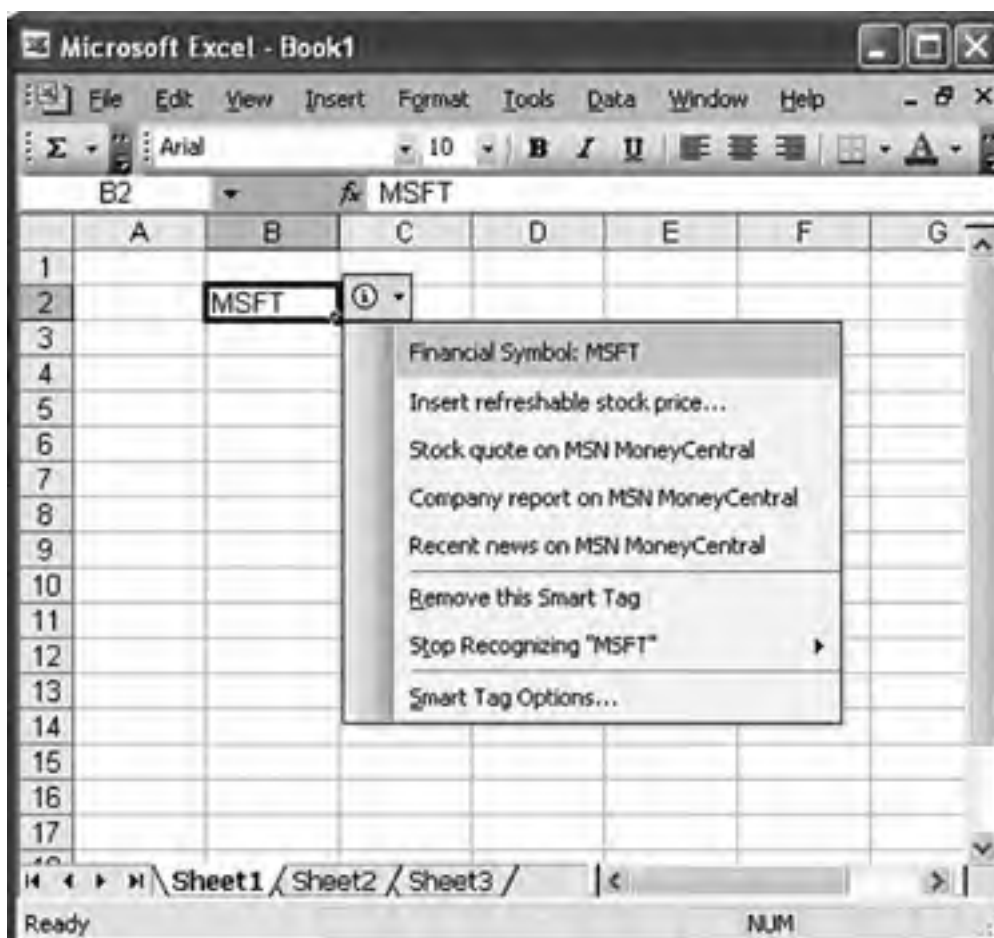 Microsoft Excel - Book1
File Edit View Insert Format Tools Data Window Help
Σ Arial 10 B I U A
B2 fx MSFT
A B C D E F G
1
2 MSFT
3
4
5
6
7
8
9
10
11
12
13
14
15
16
17
Financial Symbol: MSFT
Insert refreshable stock price...
Stock quote on MSN MoneyCentral
Company report on MSN MoneyCentral
Recent news on MSN MoneyCentral
Remove this Smart Tag
Stop Recognizing "MSFT"
Smart Tag Options...
Sheet1 Sheet2 Sheet3
Ready NUM